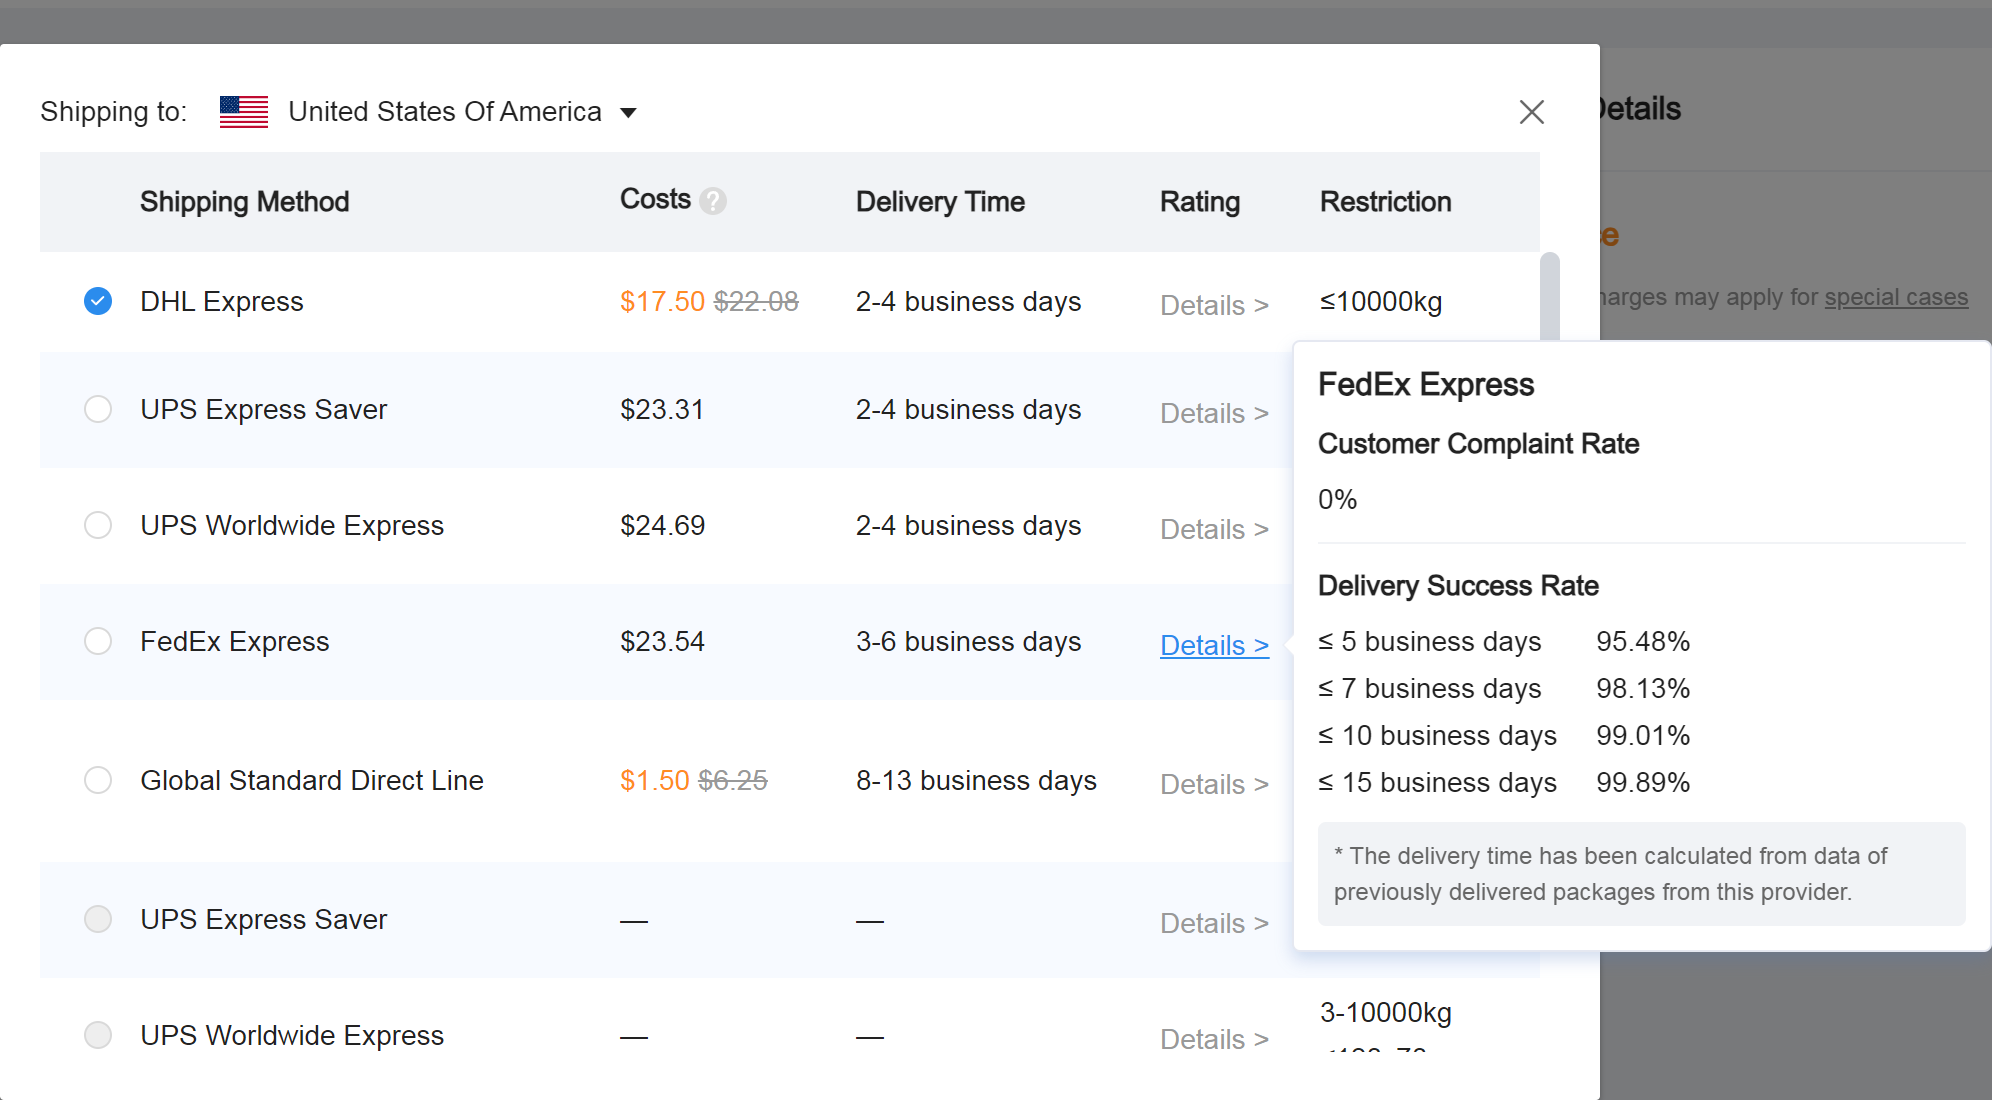 Shipping to: United States Of America
Details
Shipping Method Costs ? Delivery Time Rating Restriction
DHL Express $17.50 $22.08 2-4 business days Details > ≤10000kg
may apply for special cases
UPS Express Saver $23.31 2-4 business days Details >
UPS Worldwide Express $24.69 2-4 business days Details >
FedEx Express $23.54 3-6 business days Details >
Global Standard Direct Line $1.50 $6.25 8-13 business days Details >
UPS Express Saver — — Details >
UPS Worldwide Express — — Details > 3-10000kg
FedEx Express
Customer Complaint Rate
0%
Delivery Success Rate
≤ 5 business days 95.48%
≤ 7 business days 98.13%
≤ 10 business days 99.01%
≤ 15 business days 99.89%
* The delivery time has been calculated from data of
previously delivered packages from this provider.